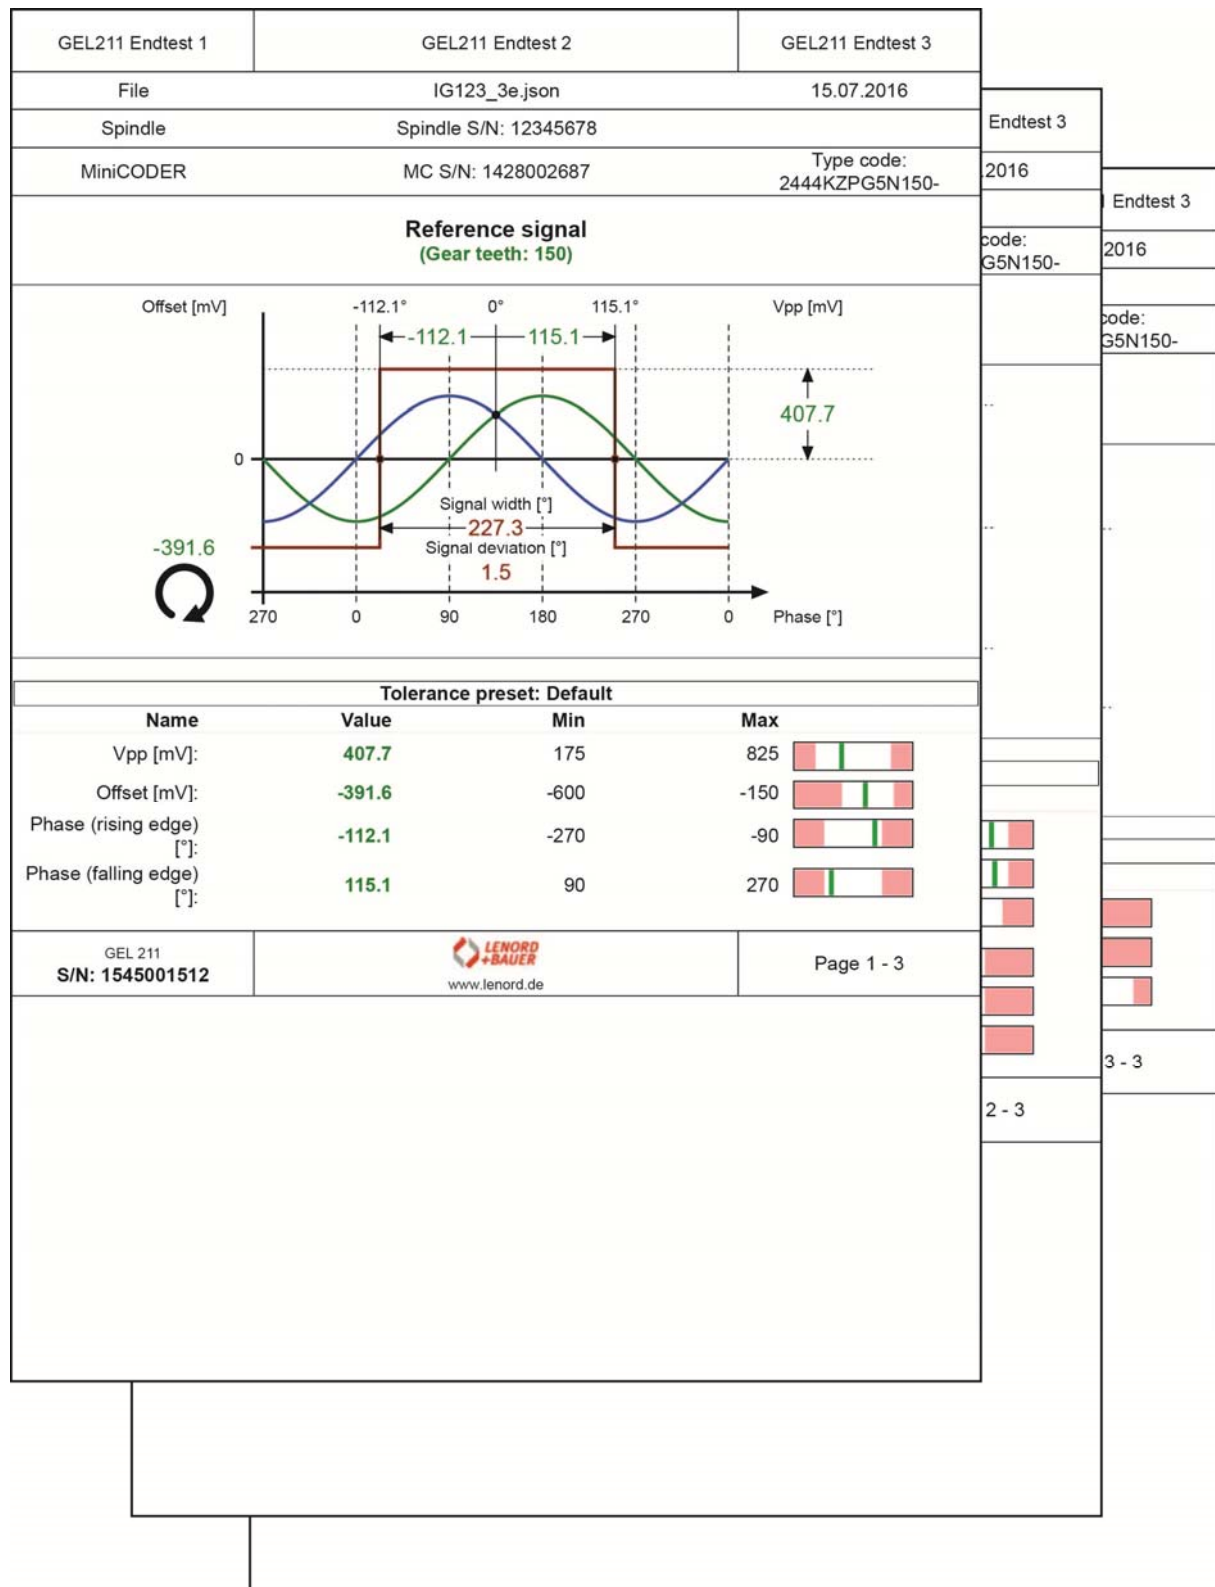 GEL211 Endtest 1 GEL211 Endtest 2 GEL211 Endtest 3
File IG123_3e.json 15.07.2016
Spindle Spindle S/N: 12345678
MiniCODER MC S/N: 1428002687 Type code:
2444KZPG5N150-
Reference signal
(Gear teeth: 150)
Offset [mV] -112.1° 0° 115.1° Vpp [mV]
-112.1 115.1
407.7
0
Signal width [°]
227.3
-391.6 Signal deviation [°]
1.5
270 0 90 180 270 0 Phase [°]
Tolerance preset: Default
Name Value Min Max
Vpp [mV]: 407.7 175 825
Offset [mV]: -391.6 -600 -150
Phase (rising edge)
[°]: -112.1 -270 -90
Phase (falling edge)
[°]: 115.1 90 270
GEL 211
S/N: 1545001512
LENORD
+BAUER
www.lenord.de
Page 1 - 3
Endtest 3
.2016
code:
G5N150-
2 - 3
Endtest 3
2016
code:
G5N150-
3 - 3